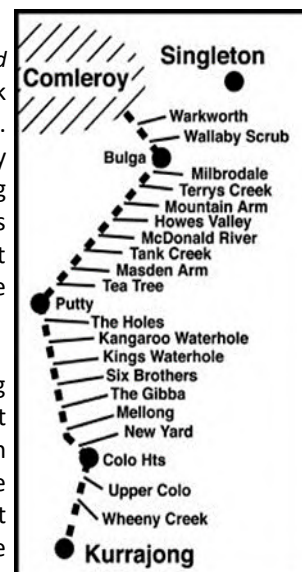 Singleton
Comleroy
Warkworth
Wallaby Scrub
Bulga
Milbrodale
Terrys Creek
Mountain Arm
Howes Valley
McDonald River
Tank Creek
Masden Arm
Tea Tree
Putty
The Holes
Kangaroo Waterhole
Kings Waterhole
Six Brothers
The Gibba
Mellong
New Yard
Colo Hts
Upper Colo
Wheeny Creek
Kurrajong